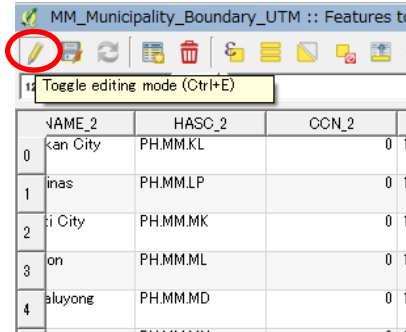 MM_Municipality_Boundary_UTM :: Features to
Toggle editing mode (Ctrl+E)
NAME_2 HASC_2 CCN_2
0 kan City PH.MM.KL 0
1 inas PH.MM.LP 0
2 ti City PH.MM.MK 0
3 on PH.MM.ML 0
4 aluyong PH.MM.MD 0